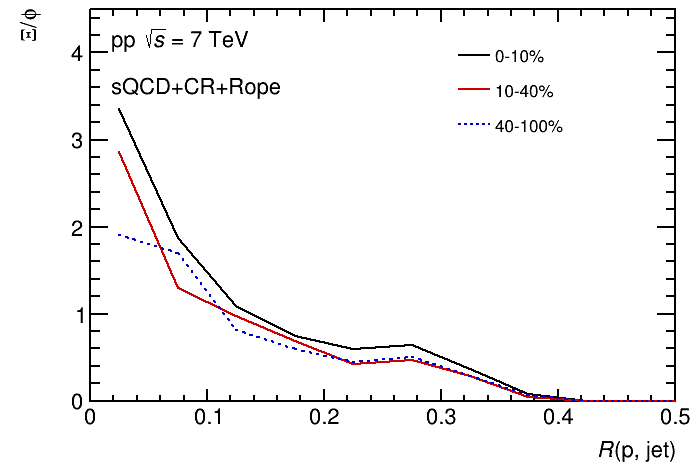 Ξ/ϕ
pp √s = 7 TeV
sQCD+CR+Rope
0-10%
10-40%
40-100%
4
3
2
1
0
0 0.1 0.2 0.3 0.4 0.5
R(p, jet)